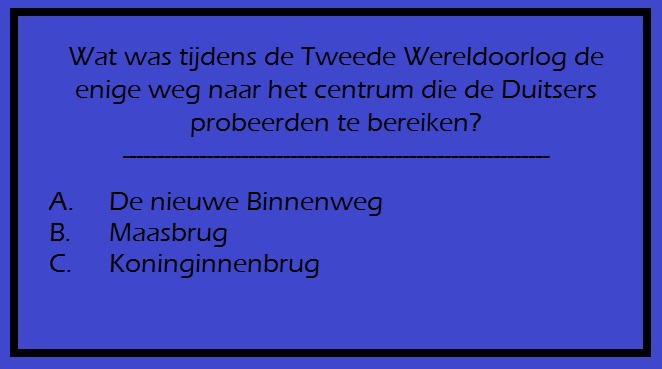 Wat was tijdens de Tweede Wereldoorlog de
enige weg naar het centrum die de Duitsers
probeerden te bereiken?
A. De nieuwe Binnenweg
B. Maasbrug
C. Koninginnenbrug